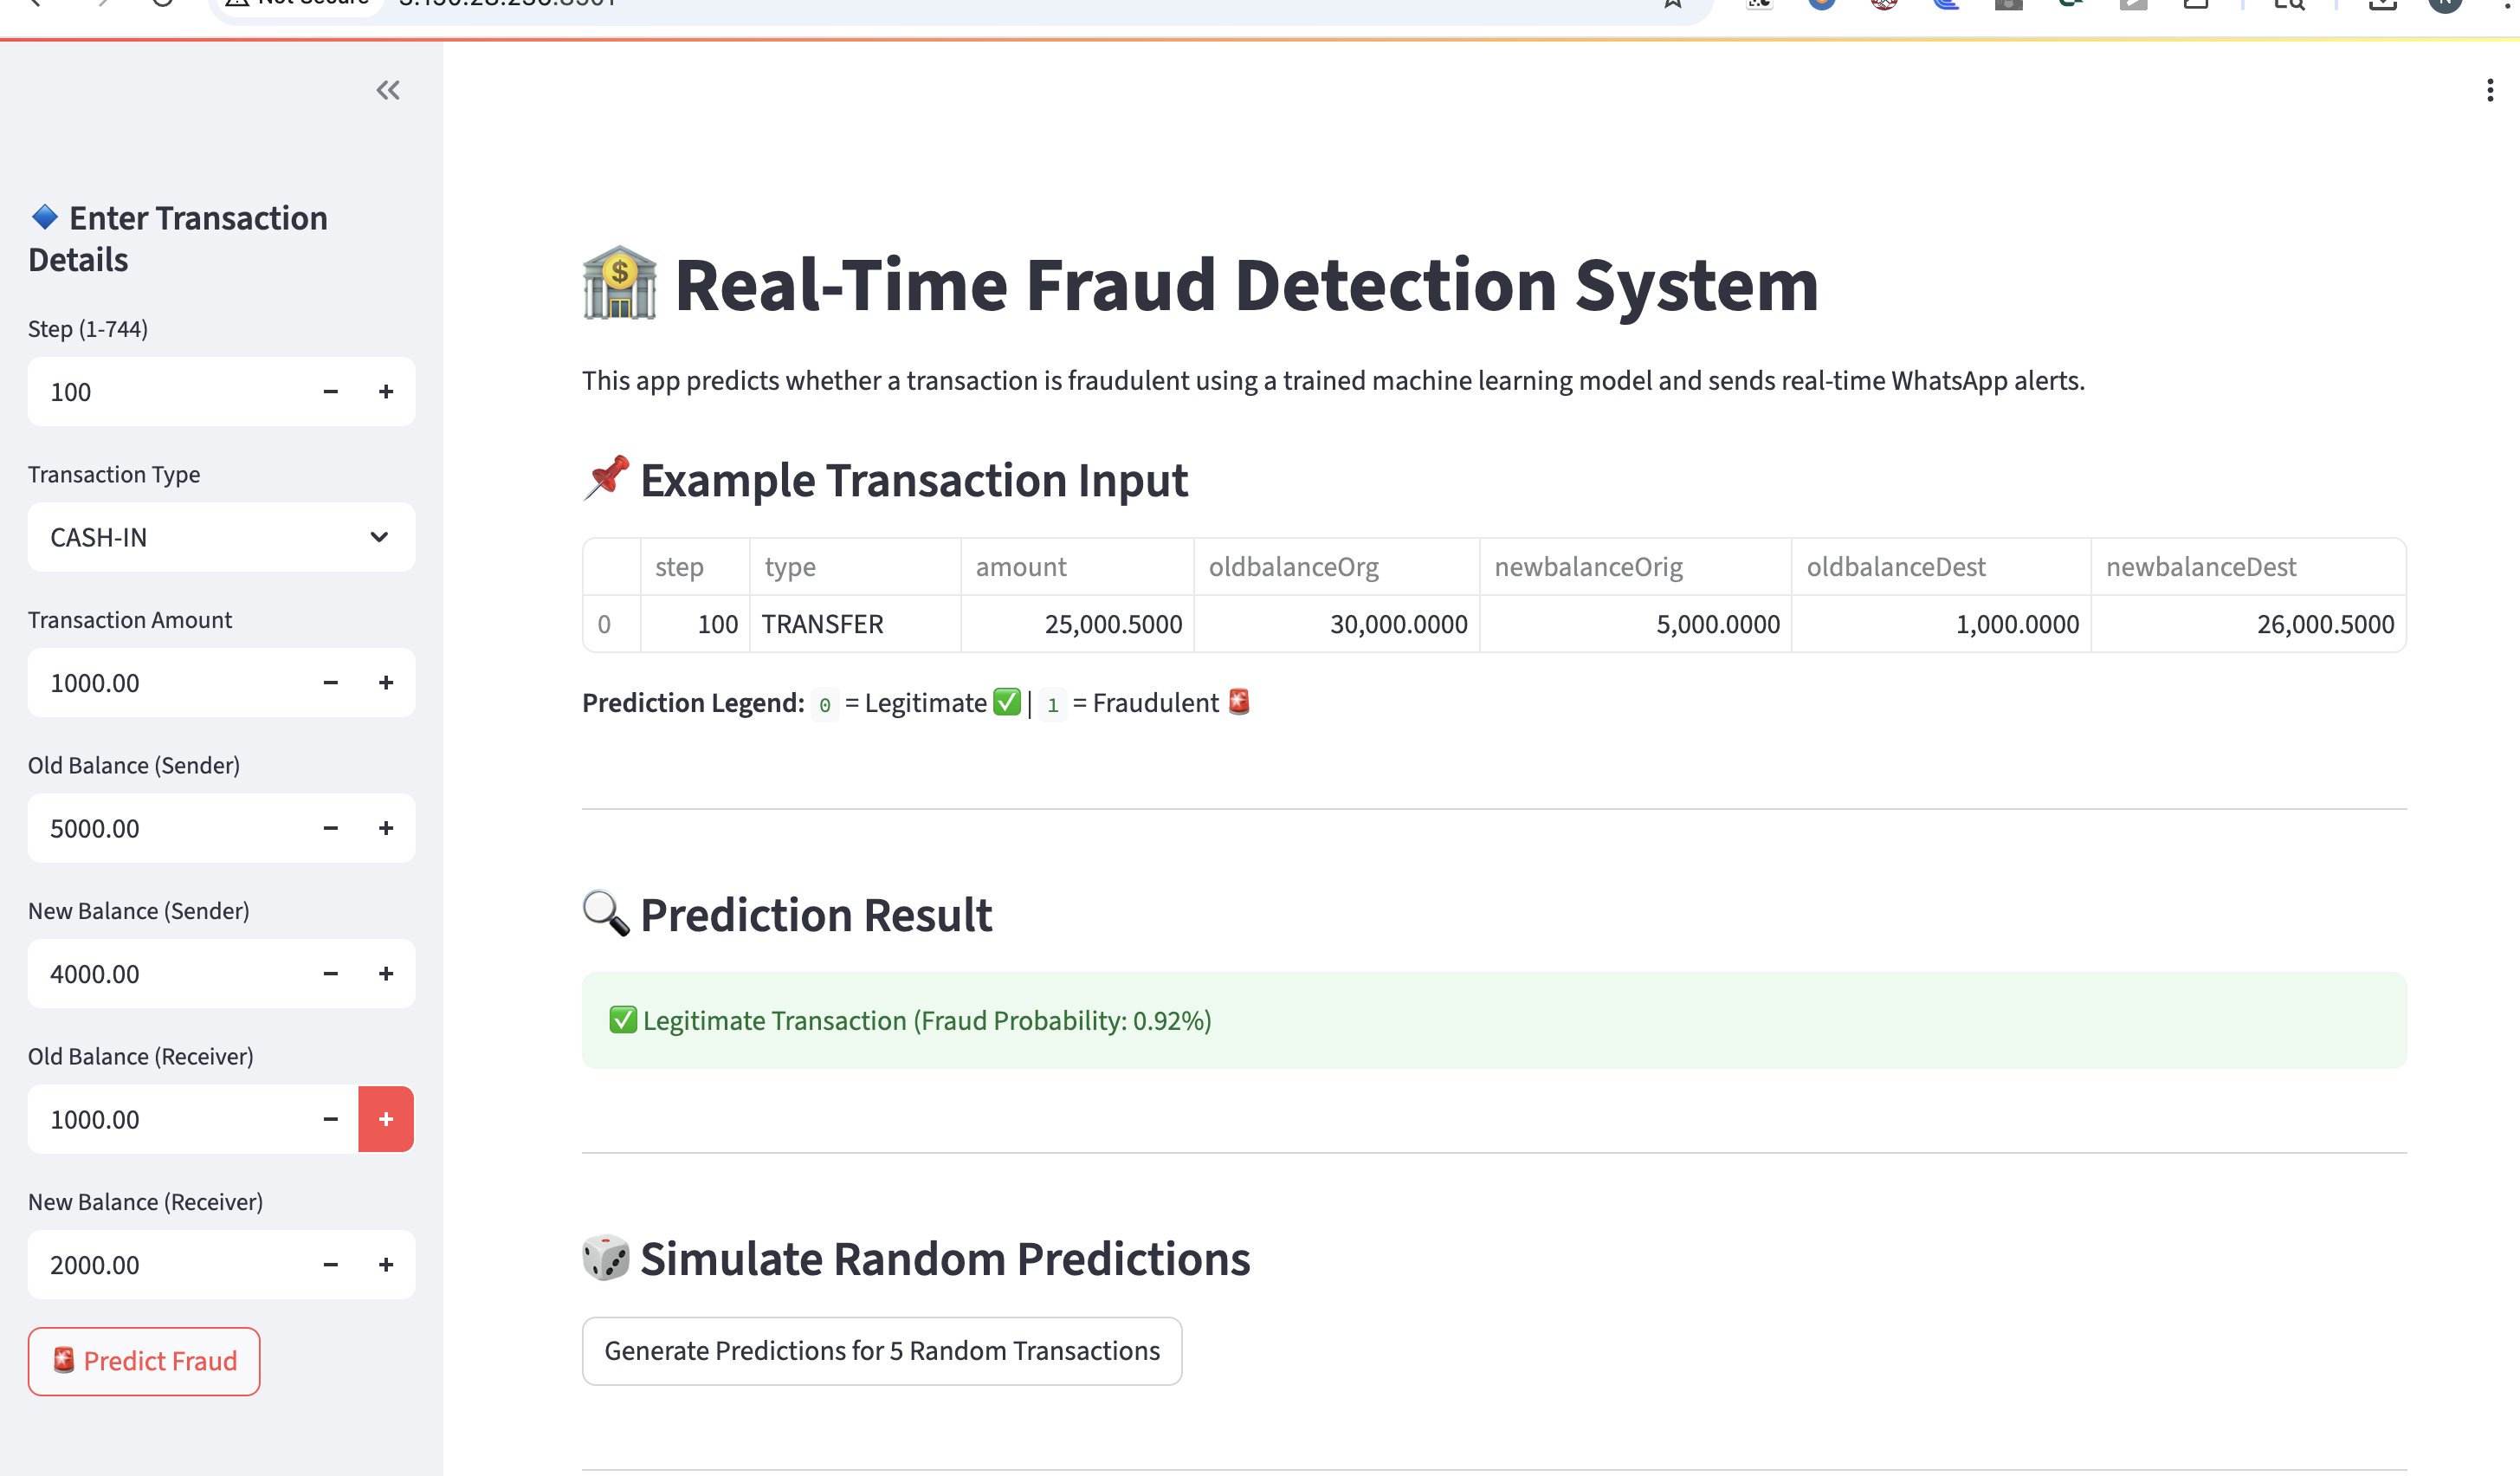 Enter Transaction
Details
Step (1-744)
100
Transaction Type
CASH-IN
Transaction Amount
1000.00
Old Balance (Sender)
5000.00
New Balance (Sender)
4000.00
Old Balance (Receiver)
1000.00
New Balance (Receiver)
2000.00
Predict Fraud
Real-Time Fraud Detection System
This app predicts whether a transaction is fraudulent using a trained machine learning model and sends real-time WhatsApp alerts.
Example Transaction Input
step type amount oldbalanceOrg newbalanceOrig oldbalanceDest newbalanceDest
0 100 TRANSFER 25,000.5000 30,000.0000 5,000.0000 1,000.0000 26,000.5000
Prediction Legend: 0 = Legitimate ✅ | 1 = Fraudulent 🚨
Prediction Result
✅ Legitimate Transaction (Fraud Probability: 0.92%)
Simulate Random Predictions
Generate Predictions for 5 Random Transactions